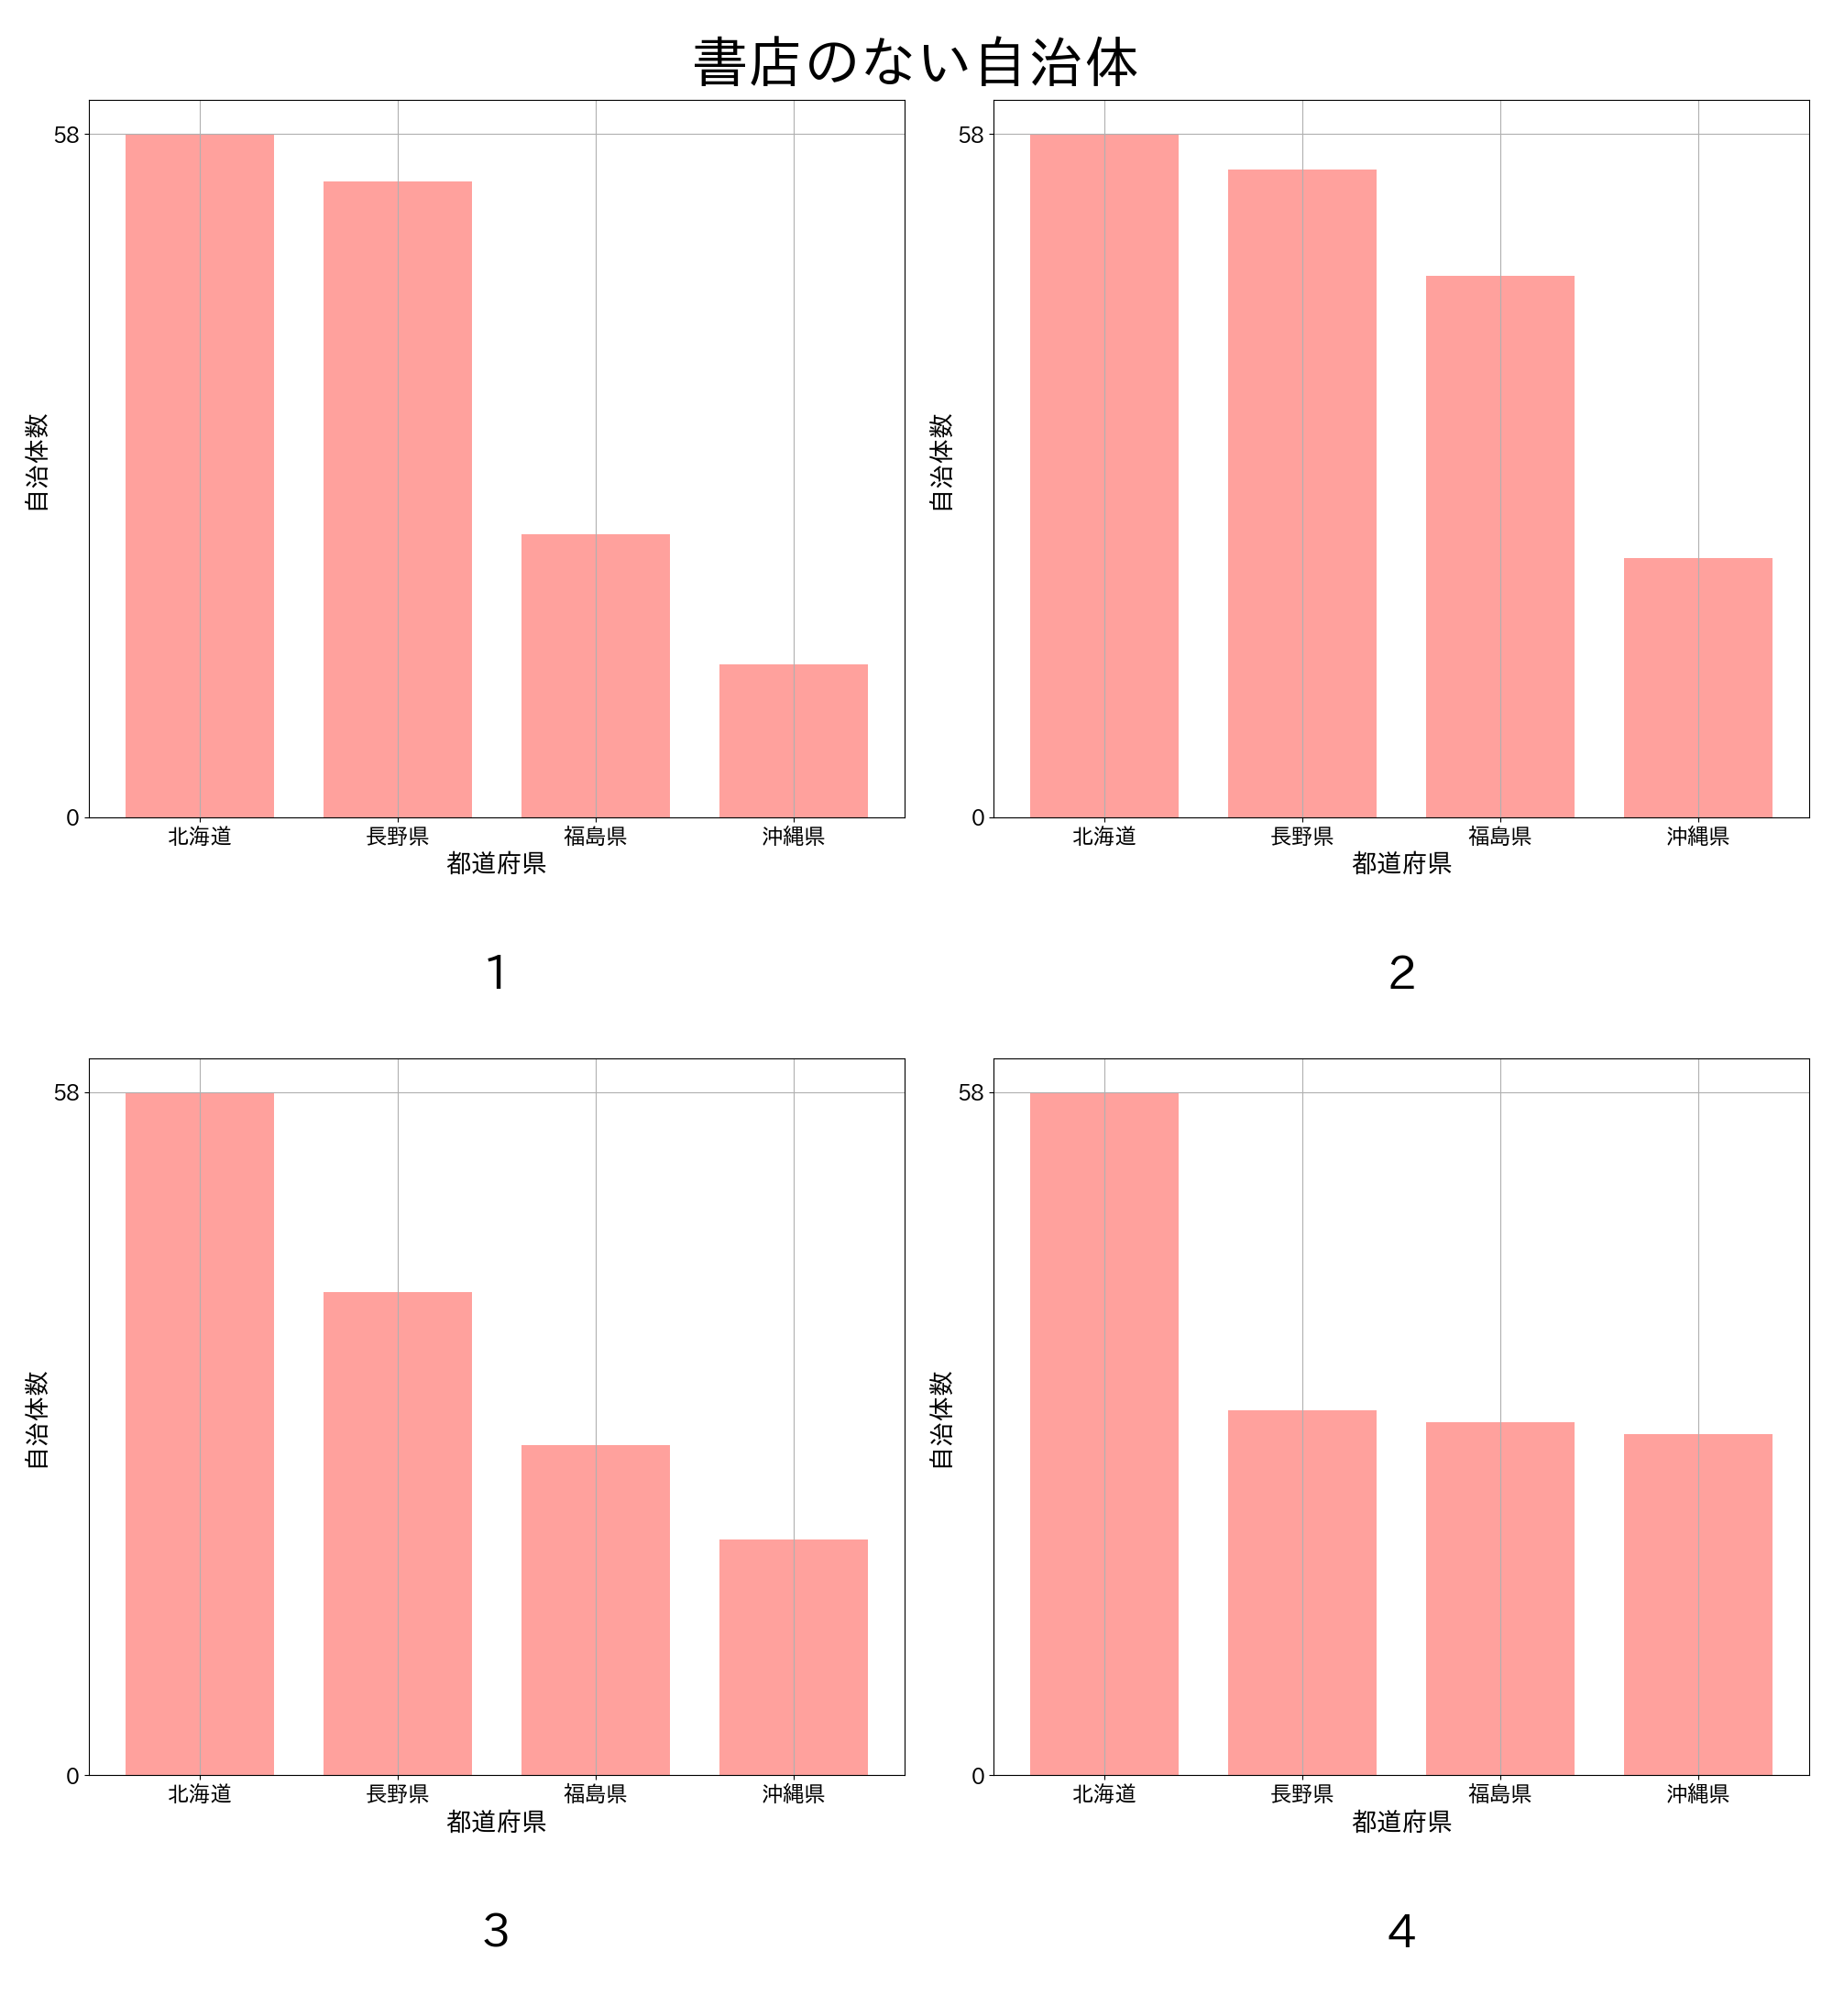 書店のない自治体
58
0
自治体数
北海道 長野県 福島県 沖縄県
都道府県
1
58
0
自治体数
北海道 長野県 福島県 沖縄県
都道府県
2
58
0
自治体数
北海道 長野県 福島県 沖縄県
都道府県
3
58
0
自治体数
北海道 長野県 福島県 沖縄県
都道府県
4